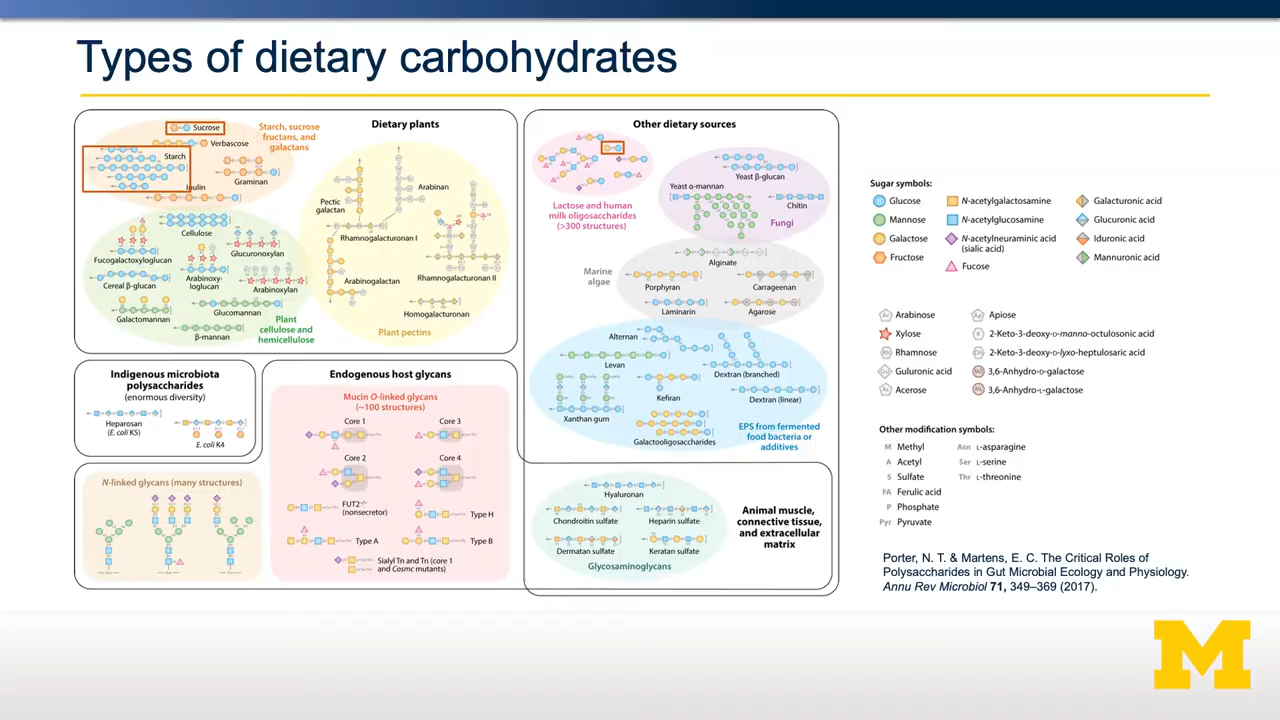 Types of dietary carbohydrates
Dietary plants
Sucrose
Starch, sucrose
fructans, and
galactans
Verbascose
Starch
Inulin
Graminan
Pectic
galactan
Arabinan
Rhamnogalacturonan I
Rhamnogalacturonan II
Arabinogalactan
Homogalacturonan
Plant pectins
Cellulose
Fucogalactoxyloglucan
Glucuronoxylan
Cereal β-glucan
Arabinoxy-
loglucan
Arabinoxylan
Galactomannan
Glucomannan
β-mannan
Plant
cellulose and
hemicellulose
Other dietary sources
Lactose and human
milk oligosaccharides
(>300 structures)
Yeast β-glucan
Yeast α-mannan
Chitin
Fungi
Marine
algae
Alginate
Porphyran
Carrageenan
Laminarin
Agarose
Alternan
Levan
Dextran (branched)
Kefiran
Dextran (linear)
Xanthan gum
Galactooligosaccharides
EPS from fermented
food bacteria or
additives
Indigenous microbiota
polysaccharides
(enormous diversity)
Heparosan
(E. coli K5)
E. coli K4
Endogenous host glycans
Mucin O-linked glycans
(~100 structures)
Core 1
Core 3
Core 2
Core 4
FUT2−/−
(nonsecretor)
Type H
Type A
Type B
Sialyl Tn and Tn (core 1
and Cosmc mutants)
N-linked glycans (many structures)
Hyaluronan
Chondroitin sulfate
Heparin sulfate
Dermatan sulfate
Keratan sulfate
Glycosaminoglycans
Animal muscle,
connective tissue,
and extracellular
matrix
Sugar symbols:
Glucose
N-acetylgalactosamine
Galacturonic acid
Mannose
N-acetylglucosamine
Glucuronic acid
Galactose
N-acetylneuraminic acid
(sialic acid)
Iduronic acid
Fructose
Fucose
Mannuronic acid
Arabinose
Apiose
Xylose
2-Keto-3-deoxy-D-manno-octulosonic acid
Rhamnose
2-Keto-3-deoxy-D-lyxo-heptulosaric acid
Guluronic acid
3,6-Anhydro-D-galactose
Acerose
3,6-Anhydro-L-galactose
Other modification symbols:
M Methyl
Asn L-asparagine
A Acetyl
Ser L-serine
S Sulfate
Thr L-threonine
FA Ferulic acid
P Phosphate
Pyr Pyruvate
Porter, N. T. & Martens, E. C. The Critical Roles of
Polysaccharides in Gut Microbial Ecology and Physiology.
Annu Rev Microbiol 71, 349–369 (2017).
M